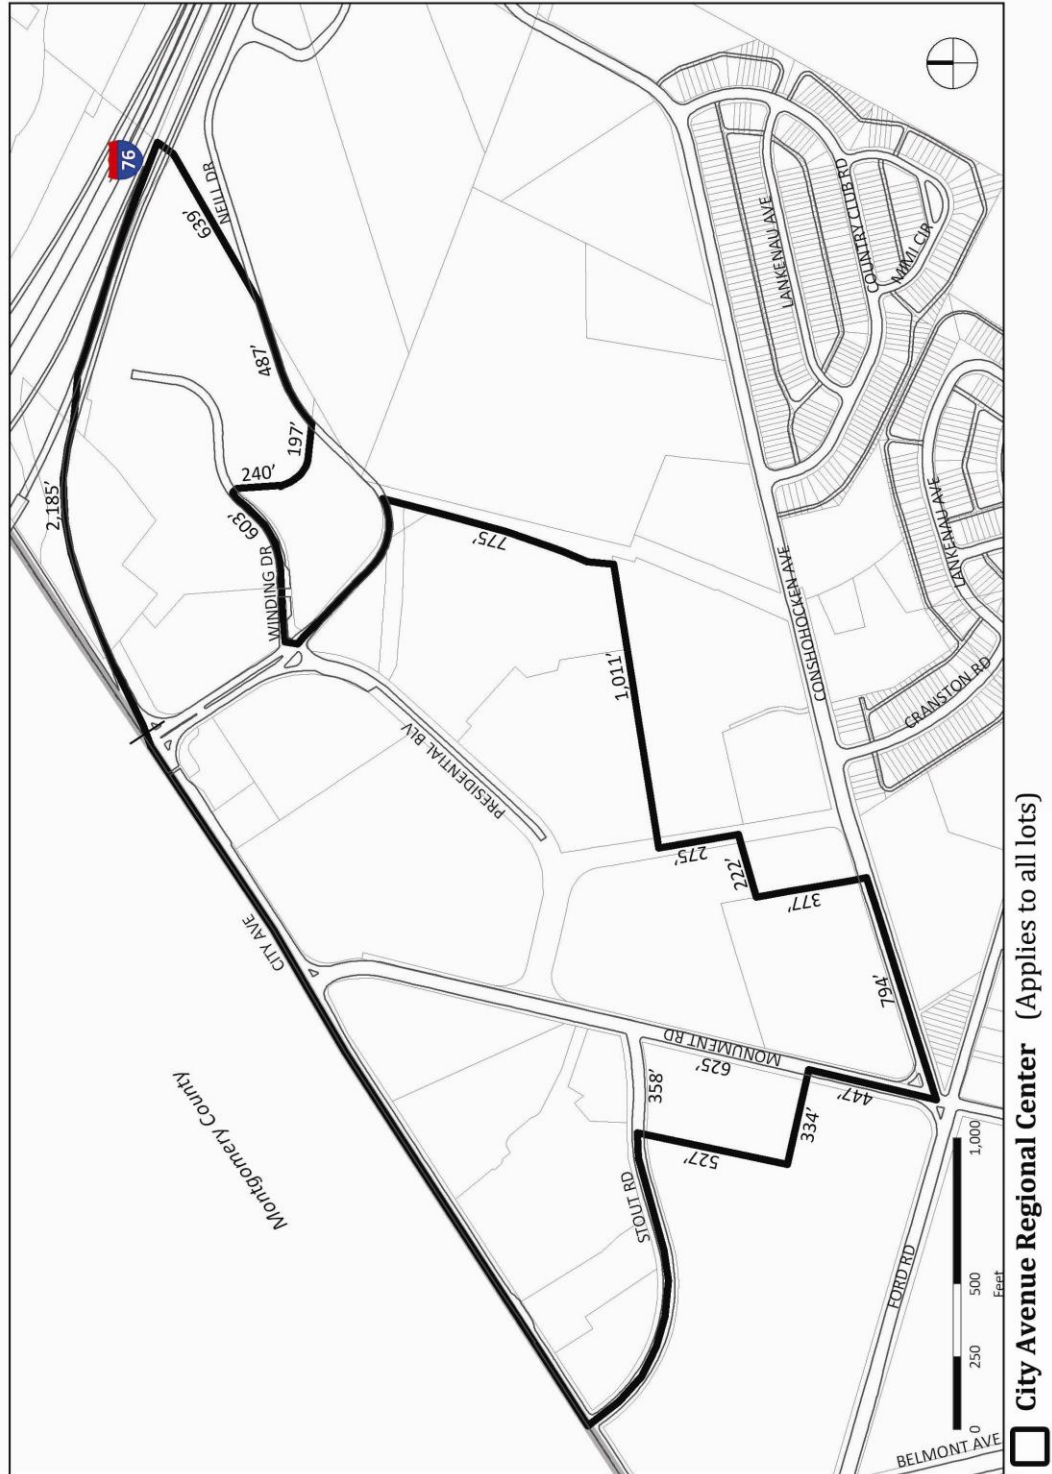 76
NEILL DR
639'
487'
197'
240'
603'
2,185'
WINDING DR
775'
1,011'
PRESIDENTIAL BLV
CITY AVE
275'
222'
377'
794'
MONUMENT RD
625'
358'
334'
447'
527'
STOUT RD
Montgomery County
LANKENAU AVE
COUNTRY CLUB RD
MIMI CIR
CONSHOHOCKEN AVE
LANKENAU AVE
CRANSTON RD
FORD RD
BELMONT AVE
0 250 500 1,000
Feet
City Avenue Regional Center (Applies to all lots)